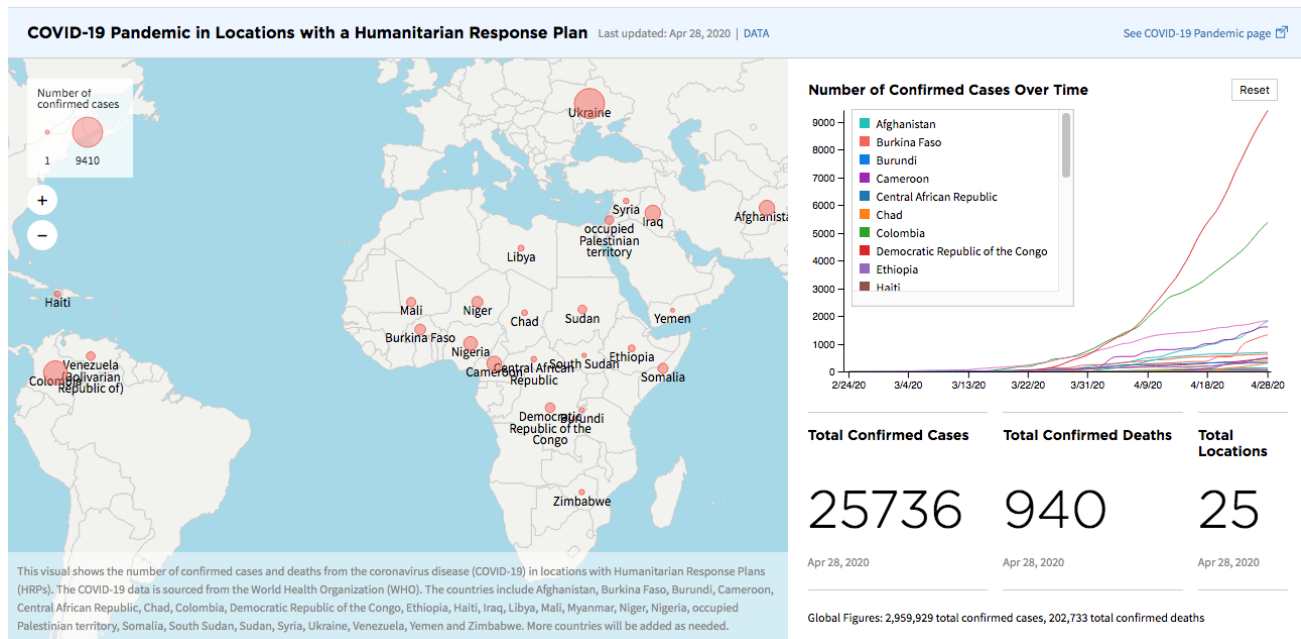 COVID-19 Pandemic in Locations with a Humanitarian Response Plan Last updated: Apr 28, 2020 | DATA
See COVID-19 Pandemic page
Number of
confirmed cases
1 9410
+
−
Ukraine
Syria
Iraq
Afghanista
occupied
Palestinian
territory
Libya
Haiti
Mali
Niger
Chad
Sudan
Yemen
Burkina Faso
Nigeria
Cameroon
Central African
Republic
South Sudan
Ethiopia
Somalia
Venezuela
(Bolivarian
Republic of)
Colombia
Democratic
Republic of the
Congo
Burundi
Zimbabwe
This visual shows the number of confirmed cases and deaths from the coronavirus disease (COVID-19) in locations with Humanitarian Response Plans
(HRPs). The COVID-19 data is sourced from the World Health Organization (WHO). The countries include Afghanistan, Burkina Faso, Burundi, Cameroon,
Central African Republic, Chad, Colombia, Democratic Republic of the Congo, Ethiopia, Haiti, Iraq, Libya, Mali, Myanmar, Niger, Nigeria, occupied
Palestinian territory, Somalia, South Sudan, Sudan, Syria, Ukraine, Venezuela, Yemen and Zimbabwe. More countries will be added as needed.
Number of Confirmed Cases Over Time
Reset
9000
8000
7000
6000
5000
4000
3000
2000
1000
0
Afghanistan
Burkina Faso
Burundi
Cameroon
Central African Republic
Chad
Colombia
Democratic Republic of the Congo
Ethiopia
Haiti
2/24/20 3/4/20 3/13/20 3/22/20 3/31/20 4/9/20 4/18/20 4/28/20
Total Confirmed Cases
25736
Apr 28, 2020
Total Confirmed Deaths
940
Apr 28, 2020
Total
Locations
25
Apr 28, 2020
Global Figures: 2,959,929 total confirmed cases, 202,733 total confirmed deaths